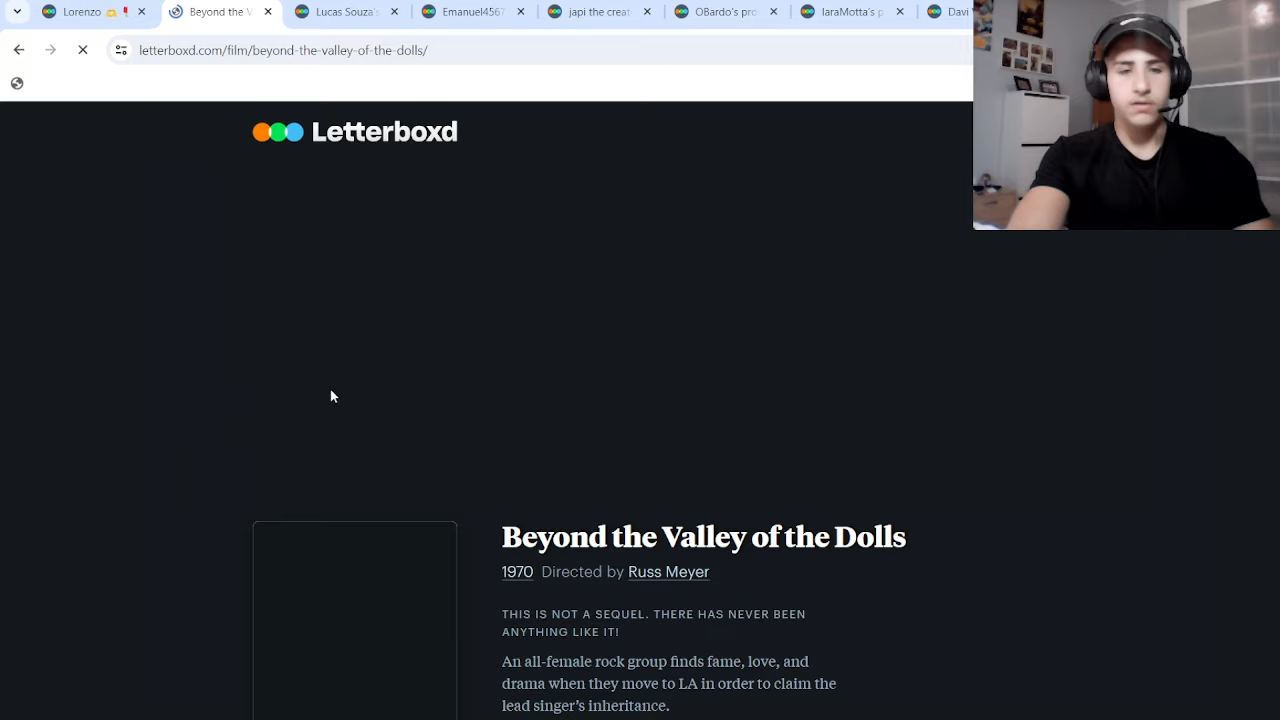 Lorenzo
Beyond the V
Lucas Souza's
Emanuel4567
japi the creat
OBardo's pro
IaraMotta's p
Davi
letterboxd.com/film/beyond-the-valley-of-the-dolls/
Letterboxd
Beyond the Valley of the Dolls
1970 Directed by Russ Meyer
THIS IS NOT A SEQUEL. THERE HAS NEVER BEEN
ANYTHING LIKE IT!
An all-female rock group finds fame, love, and
drama when they move to LA in order to claim the
lead singer's inheritance.